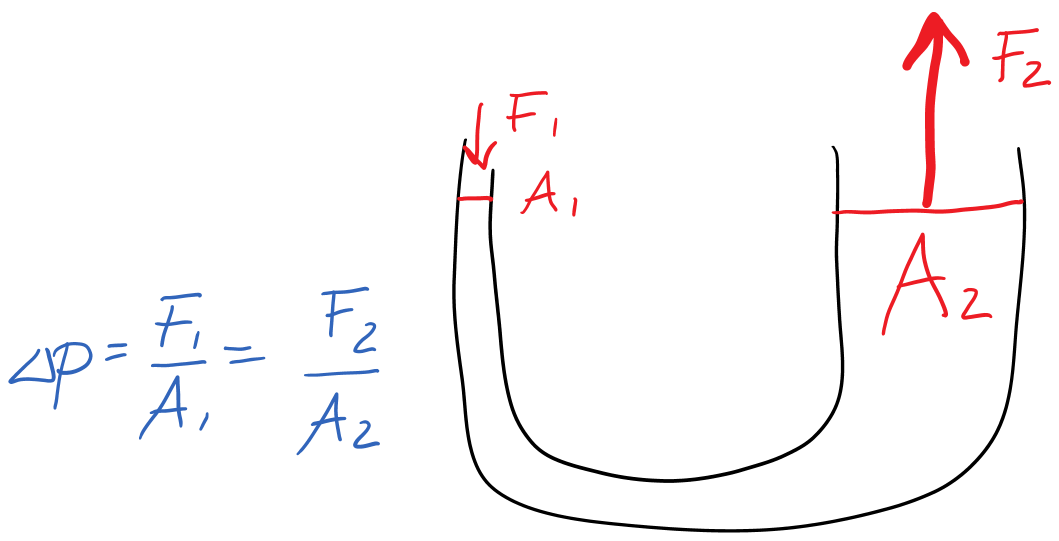 F₂
F₁
A₁
A₂
Δp = F₁/A₁ = F₂/A₂